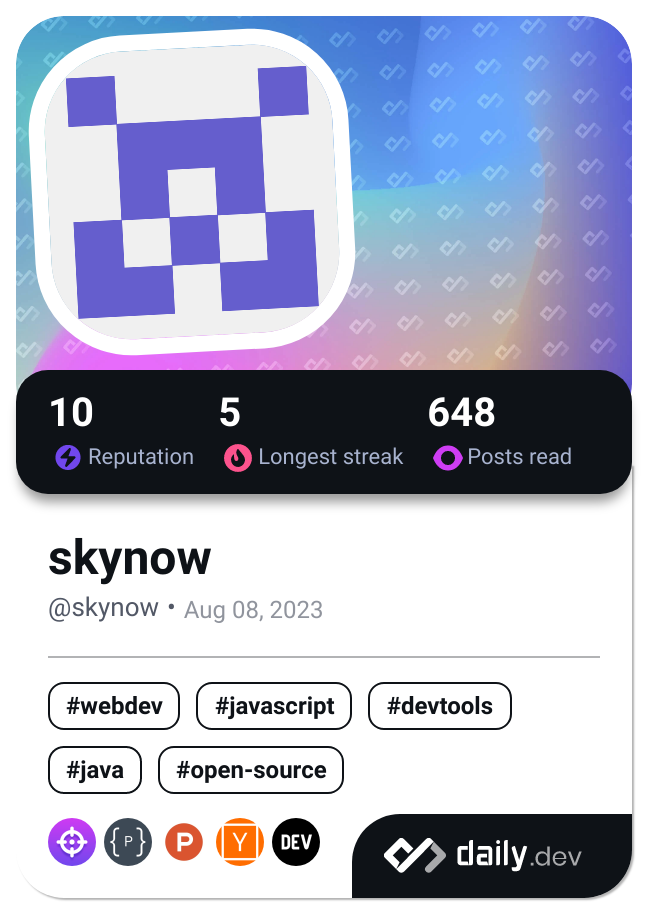 10 5 648
Reputation Longest streak Posts read
skynow
@skynow • Aug 08, 2023
#webdev #javascript #devtools
#java #open-source
{P} P Y DEV
daily.dev